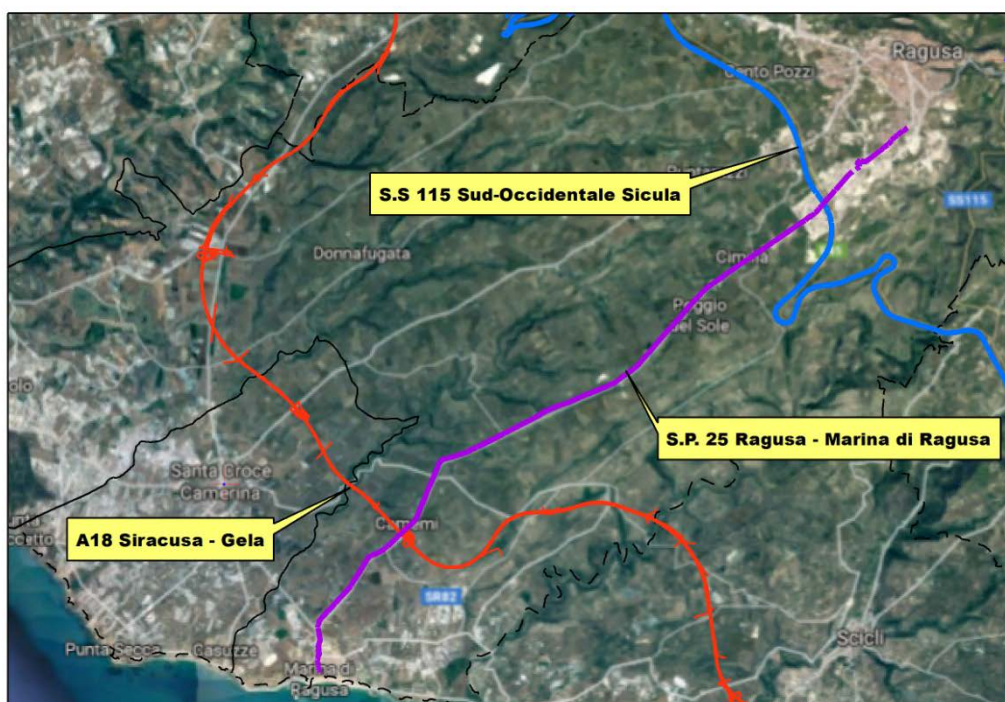 Ragusa
Cento Pozzi
S.S 115 Sud-Occidentale Sicula
SS115
Donnafugata
Cimilla
Poggio
del Sole
S.P. 25 Ragusa - Marina di Ragusa
Santa Croce
Camerina
A18 Siracusa - Gela
Camemi
SR82
Scicli
Punta Secca
Casuzze
Marina di
Ragusa